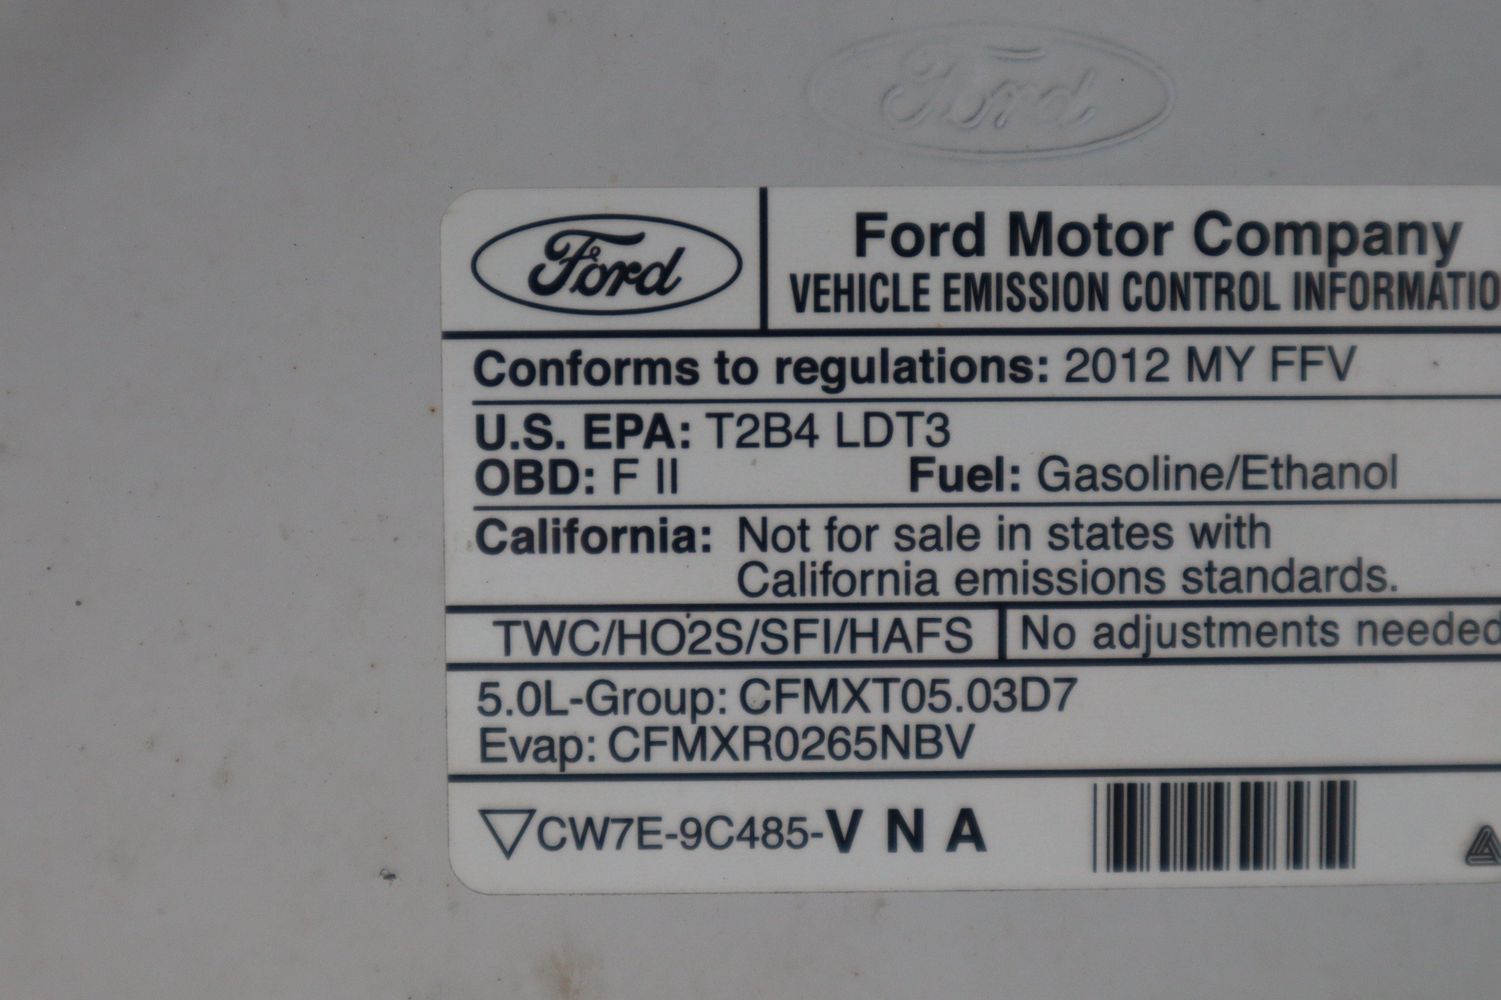 Ford
Ford
Ford Motor Company
VEHICLE EMISSION CONTROL INFORMATIO
Conforms to regulations: 2012 MY FFV
U.S. EPA: T2B4 LDT3
OBD: F II Fuel: Gasoline/Ethanol
California: Not for sale in states with
California emissions standards.
TWC/HO2S/SFI/HAFS No adjustments needed
5.0L-Group: CFMXT05.03D7
Evap: CFMXR0265NBV
▽CW7E-9C485-V N A